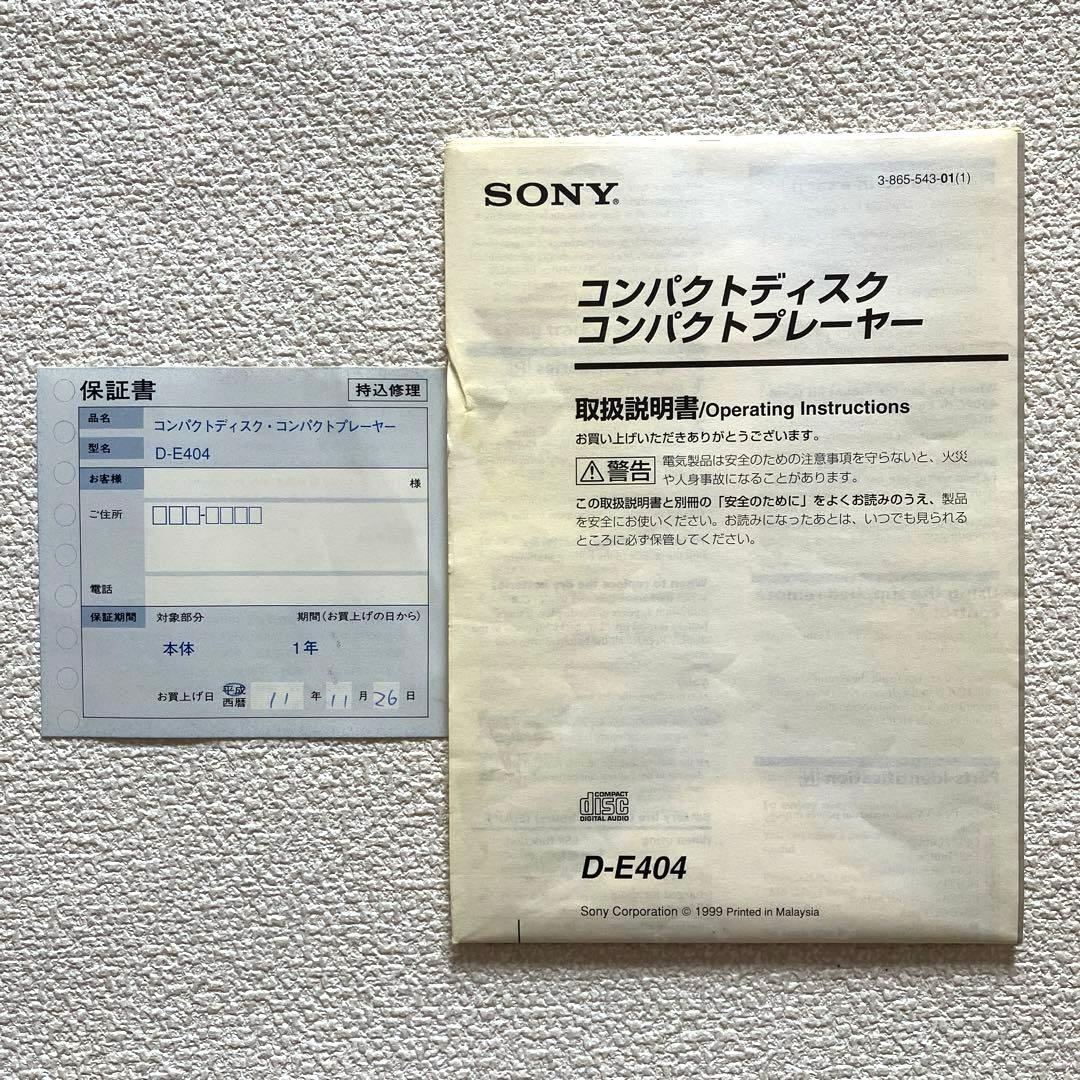 保証書
持込修理
品名 コンパクトディスク・コンパクトプレーヤー
型名 D-E404
お客様 様
ご住所
電話
保証期間 対象部分 期間(お買上げの日から)
本体 1年
お買上げ日 平成 西暦 11 年 11 月 26 日
SONY®
3-865-543-01(1)
コンパクトディスク
コンパクトプレーヤー
取扱説明書/Operating Instructions
お買い上げいただきありがとうございます。
警告 電気製品は安全のための注意事項を守らないと、火災
や人身事故になることがあります。
この取扱説明書と別冊の「安全のために」をよくお読みのうえ、製品
を安全にお使いください。お読みになったあとは、いつでも見られる
ところに必ず保管してください。
COMPACT
disc
DIGITAL AUDIO
D-E404
Sony Corporation © 1999 Printed in Malaysia